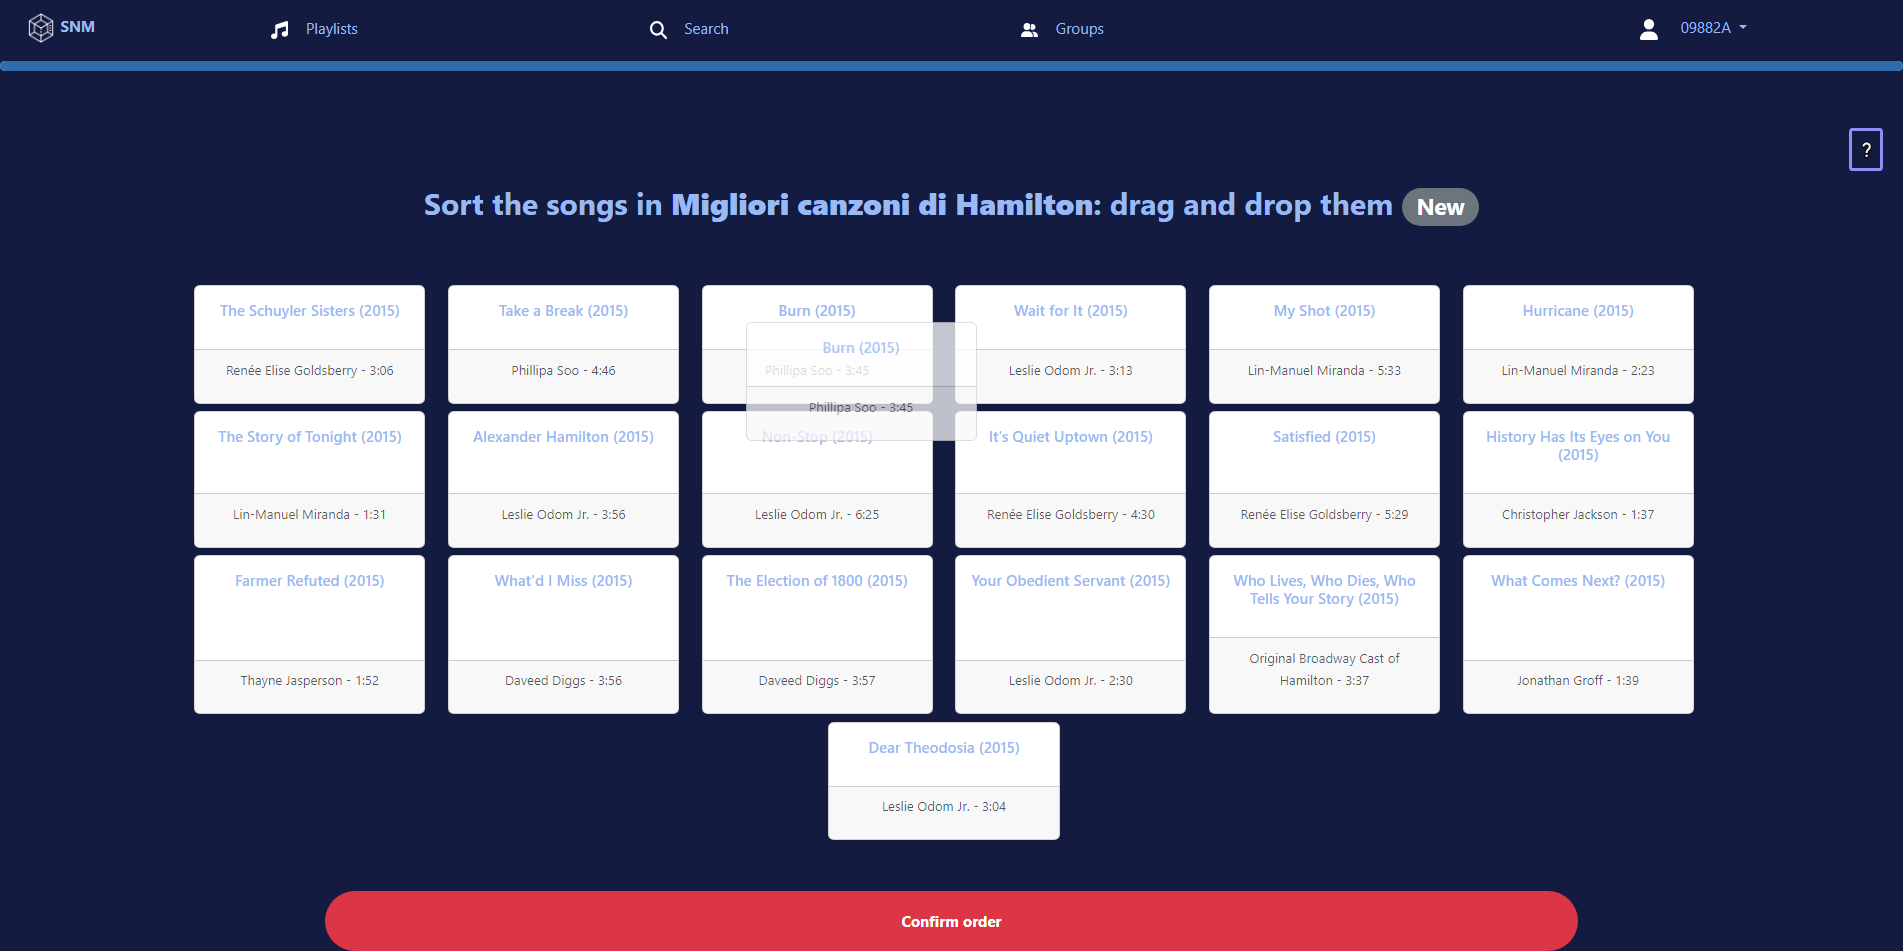 SNM
Playlists
Search
Groups
09882A
?
Sort the songs in Migliori canzoni di Hamilton: drag and drop them New
The Schuyler Sisters (2015)
Renée Elise Goldsberry - 3:06
Take a Break (2015)
Phillipa Soo - 4:46
Burn (2015)
Phillipa Soo - 3:45
Burn (2015)
Phillipa Soo - 3:45
Wait for It (2015)
Leslie Odom Jr. - 3:13
My Shot (2015)
Lin-Manuel Miranda - 5:33
Hurricane (2015)
Lin-Manuel Miranda - 2:23
The Story of Tonight (2015)
Lin-Manuel Miranda - 1:31
Alexander Hamilton (2015)
Leslie Odom Jr. - 3:56
Non-Stop (2015)
Leslie Odom Jr. - 6:25
It's Quiet Uptown (2015)
Renée Elise Goldsberry - 4:30
Satisfied (2015)
Renée Elise Goldsberry - 5:29
History Has Its Eyes on You
(2015)
Christopher Jackson - 1:37
Farmer Refuted (2015)
Thayne Jasperson - 1:52
What'd I Miss (2015)
Daveed Diggs - 3:56
The Election of 1800 (2015)
Daveed Diggs - 3:57
Your Obedient Servant (2015)
Leslie Odom Jr. - 2:30
Who Lives, Who Dies, Who
Tells Your Story (2015)
Original Broadway Cast of
Hamilton - 3:37
What Comes Next? (2015)
Jonathan Groff - 1:39
Dear Theodosia (2015)
Leslie Odom Jr. - 3:04
Confirm order